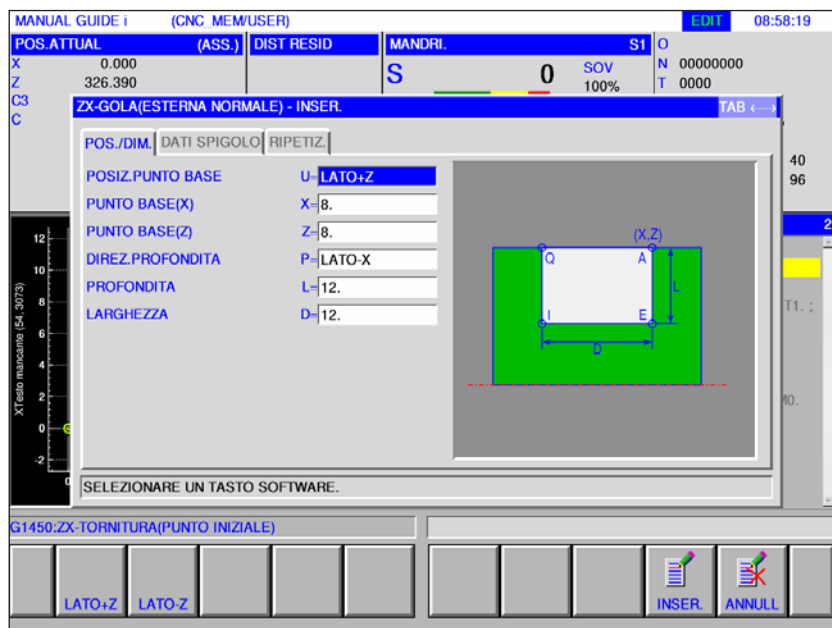 MANUAL GUIDE i (CNC_MEM/USER) EDIT 08:58:19
POS.ATTUAL (ASS.) DIST RESID MANDRI. S1 O
X 0.000
Z 326.390
C3
C
S 0 SOV 100%
N 00000000
T 0000
40
96
ZX-GOLA(ESTERNA NORMALE) - INSER. TAB
POS./DIM. DATI SPIGOLO RIPETIZ.
POSIZ.PUNTO BASE U=LATO+Z
PUNTO BASE(X) X=8.
PUNTO BASE(Z) Z=8.
DIREZ.PROFONDITA P=LATO-X
PROFONDITA L=12.
LARGHEZZA D=12.
(X,Z)
Q A
L
I E
D
2
T1. ;
M0.
XTesto mancante (54, 3073)
12
10
8
6
4
2
0
-2
0
SELEZIONARE UN TASTO SOFTWARE.
G1450:ZX-TORNITURA(PUNTO INIZIALE)
LATO+Z LATO-Z INSER. ANNULL